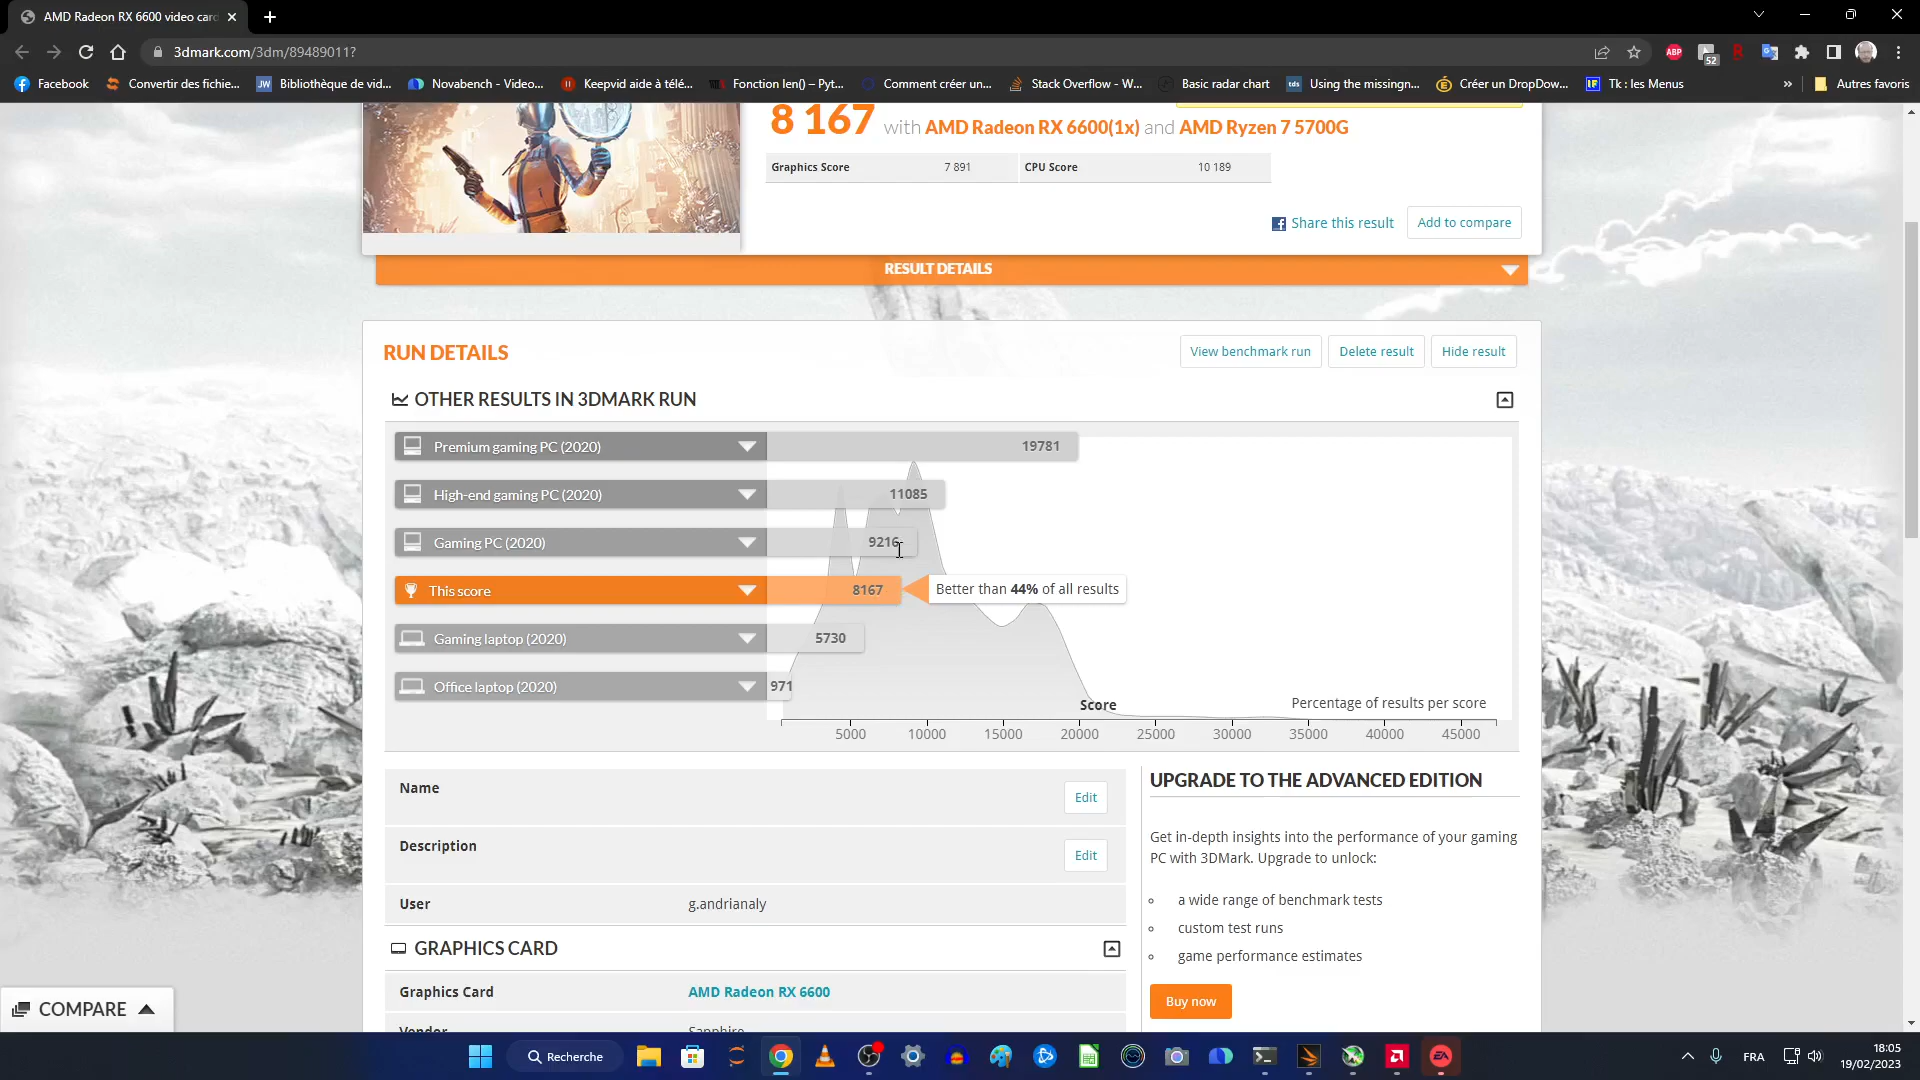 AMD Radeon RX 6600 video card
3dmark.com/3dm/89489011?
52
Facebook
Convertir des fichie...
Bibliothèque de vid...
Novabench - Video...
Keepvid aide à télé...
Fonction len() – Pyt...
Comment créer un...
Stack Overflow - W...
Basic radar chart
Using the missingn...
Créer un DropDow...
Tk : les Menus
»
Autres favoris
8 167 with AMD Radeon RX 6600(1x) and AMD Ryzen 7 5700G
Graphics Score 7 891 CPU Score 10 189
Share this result
Add to compare
RESULT DETAILS
RUN DETAILS
View benchmark run
Delete result
Hide result
OTHER RESULTS IN 3DMARK RUN
Premium gaming PC (2020) 19781
High-end gaming PC (2020) 11085
Gaming PC (2020) 9216
This score 8167 Better than 44% of all results
Gaming laptop (2020) 5730
Office laptop (2020) 971
Score
Percentage of results per score
5000 10000 15000 20000 25000 30000 35000 40000 45000
Name Edit
Description Edit
User g.andrianaly
UPGRADE TO THE ADVANCED EDITION
Get in-depth insights into the performance of your gaming
PC with 3DMark. Upgrade to unlock:
a wide range of benchmark tests
custom test runs
game performance estimates
Buy now
GRAPHICS CARD
Graphics Card AMD Radeon RX 6600
Vendor Sapphire
COMPARE
Recherche
FRA
18:05
19/02/2023